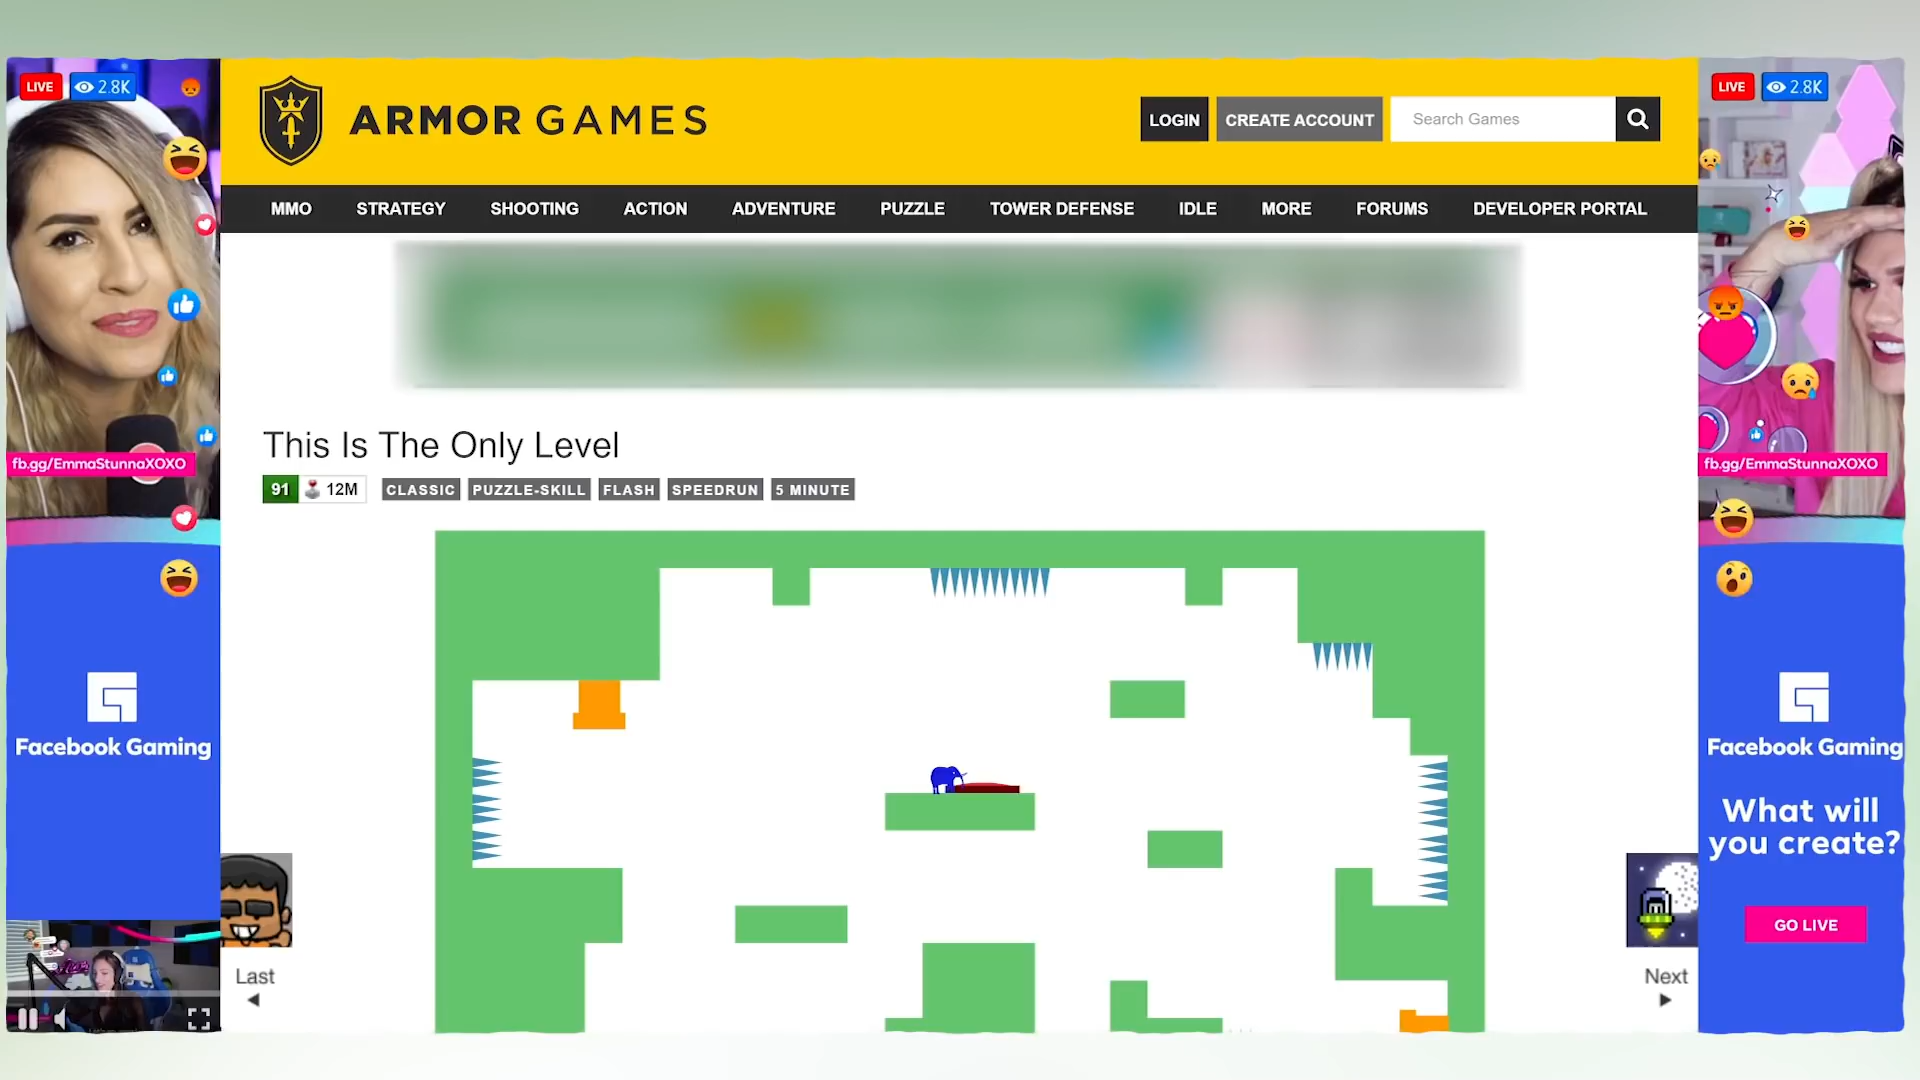 LIVE 2.8K
ARMOR GAMES
LOGIN
CREATE ACCOUNT
Search Games
LIVE 2.8K
MMO STRATEGY SHOOTING ACTION ADVENTURE PUZZLE TOWER DEFENSE IDLE MORE FORUMS DEVELOPER PORTAL
This Is The Only Level
fb.gg/EmmaStunnaXOXO
fb.gg/EmmaStunnaXOXO
91 12M CLASSIC PUZZLE-SKILL FLASH SPEEDRUN 5 MINUTE
Facebook Gaming
Facebook Gaming
What will
you create?
GO LIVE
Last
Next